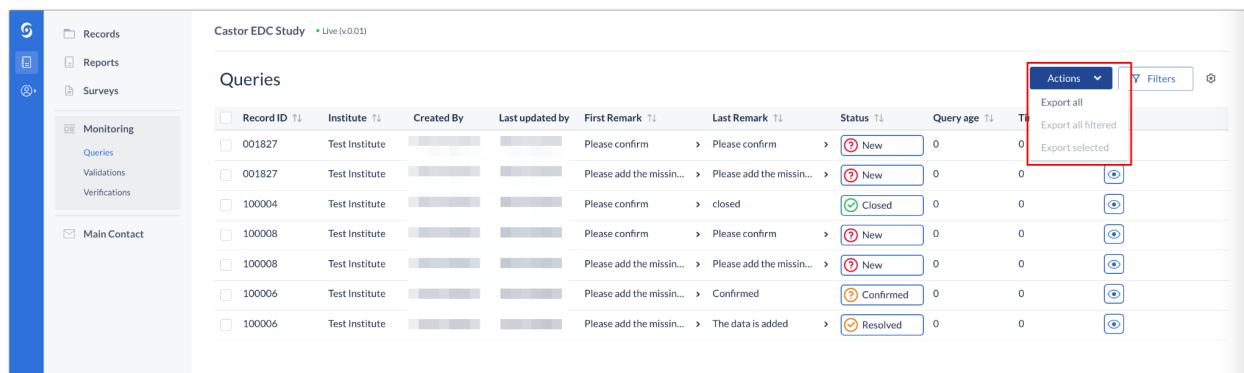 Records
Reports
Surveys
Monitoring
Queries
Validations
Verifications
Main Contact
Castor EDC Study • Live (v.0.01)
Queries
Actions Filters
Export all
Export all filtered
Export selected
Record ID Institute Created By Last updated by First Remark Last Remark Status Query age
001827 Test Institute Please confirm Please confirm New 0 0
001827 Test Institute Please add the missin... Please add the missin... New 0 0
100004 Test Institute Please confirm closed Closed 0 0
100008 Test Institute Please confirm Please confirm New 0 0
100008 Test Institute Please add the missin... Please add the missin... New 0 0
100006 Test Institute Please add the missin... Confirmed Confirmed 0 0
100006 Test Institute Please add the missin... The data is added Resolved 0 0